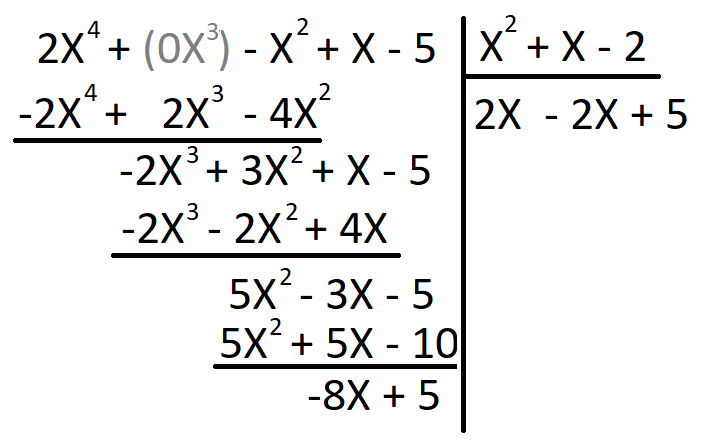 2X⁴ + (0X³) - X² + X - 5
X² + X - 2
-2X⁴ + 2X³ - 4X²
2X - 2X + 5
-2X³ + 3X² + X - 5
-2X³ - 2X² + 4X
5X² - 3X - 5
5X² + 5X - 10
-8X + 5